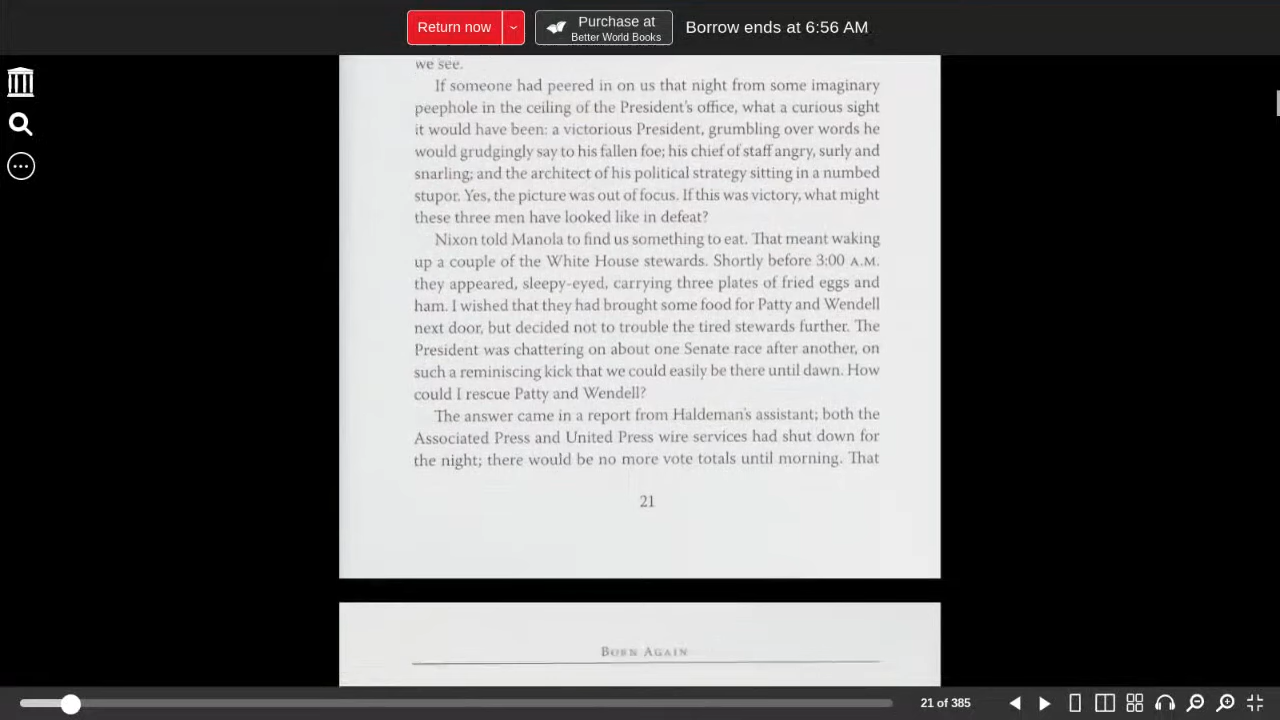 Return now
Purchase at
Better World Books
Borrow ends at 6:56 AM
we see.
If someone had peered in on us that night from some imaginary
peephole in the ceiling of the President's office, what a curious sight
it would have been: a victorious President, grumbling over words he
would grudgingly say to his fallen foe; his chief of staff angry, surly and
snarling; and the architect of his political strategy sitting in a numbed
stupor. Yes, the picture was out of focus. If this was victory, what might
these three men have looked like in defeat?
Nixon told Manola to find us something to eat. That meant waking
up a couple of the White House stewards. Shortly before 3:00 A.M.
they appeared, sleepy-eyed, carrying three plates of fried eggs and
ham. I wished that they had brought some food for Patty and Wendell
next door, but decided not to trouble the tired stewards further. The
President was chattering on about one Senate race after another, on
such a reminiscing kick that we could easily be there until dawn. How
could I rescue Patty and Wendell?
The answer came in a report from Haldeman's assistant; both the
Associated Press and United Press wire services had shut down for
the night; there would be no more vote totals until morning. That
21
Born Again
21 of 385